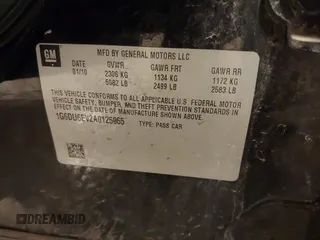 GM
MFD BY GENERAL MOTORS LLC
DATE GVWR GAWR FRT GAWR RR
01/10 2306 KG 1134 KG 1172 KG
5082 LB 2499 LB 2583 LB
THIS VEHICLE CONFORMS TO ALL APPLICABLE U.S. FEDERAL MOTOR
VEHICLE SAFETY, BUMPER, AND THEFT PREVENTION STANDARDS IN
EFFECT ON THE DATE OF MANUFACTURE SHOWN ABOVE.
TYPE: PASS CAR
DREAMBID